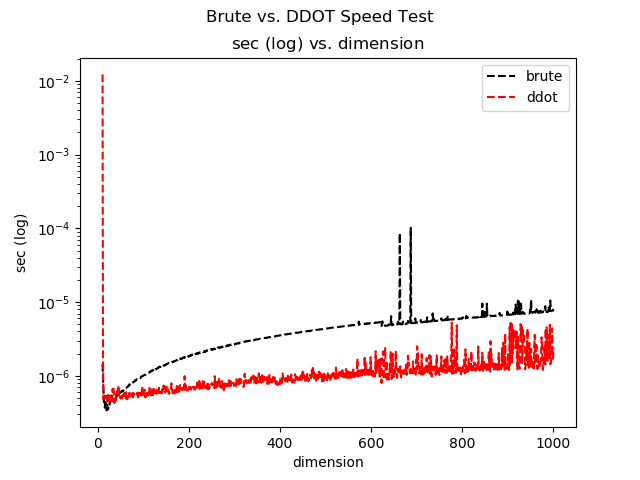 Brute vs. DDOT Speed Test
sec (log) vs. dimension
brute
ddot
10⁻²
10⁻³
10⁻⁴
10⁻⁵
10⁻⁶
sec (log)
0 200 400 600 800 1000
dimension